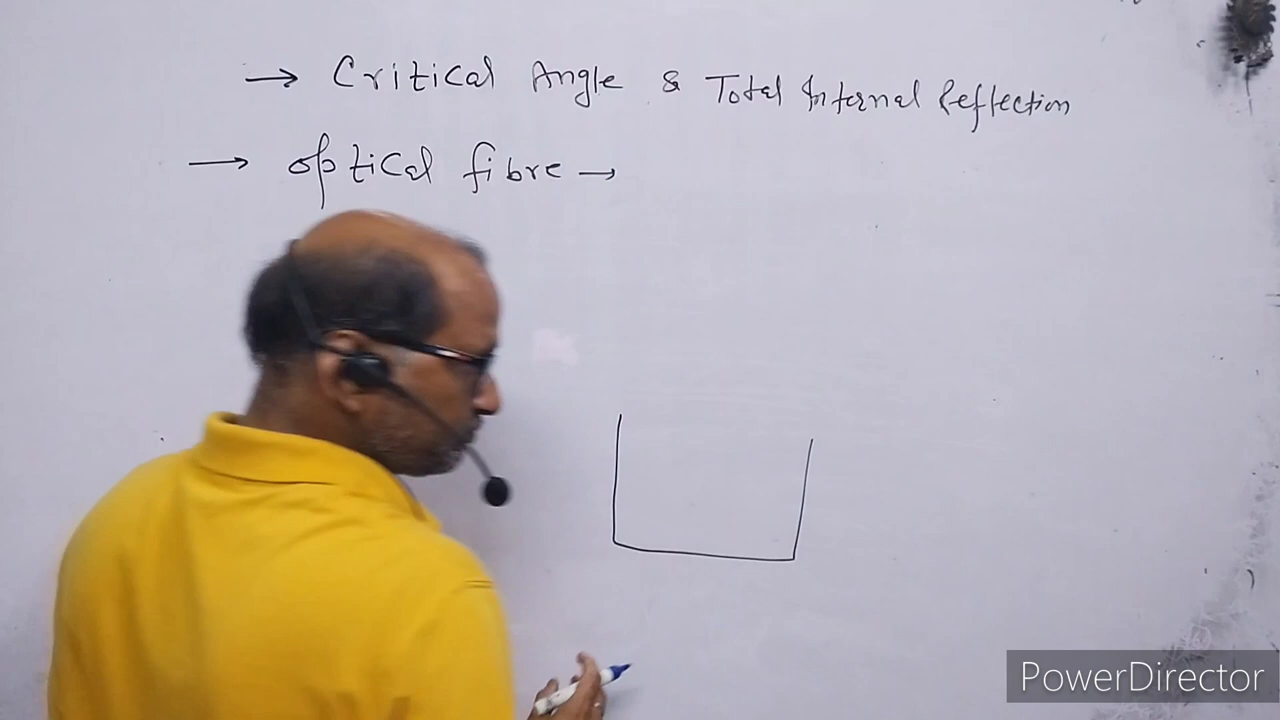 → Critical Angle & Total Internal Reflection
→ optical fibre →
PowerDirector